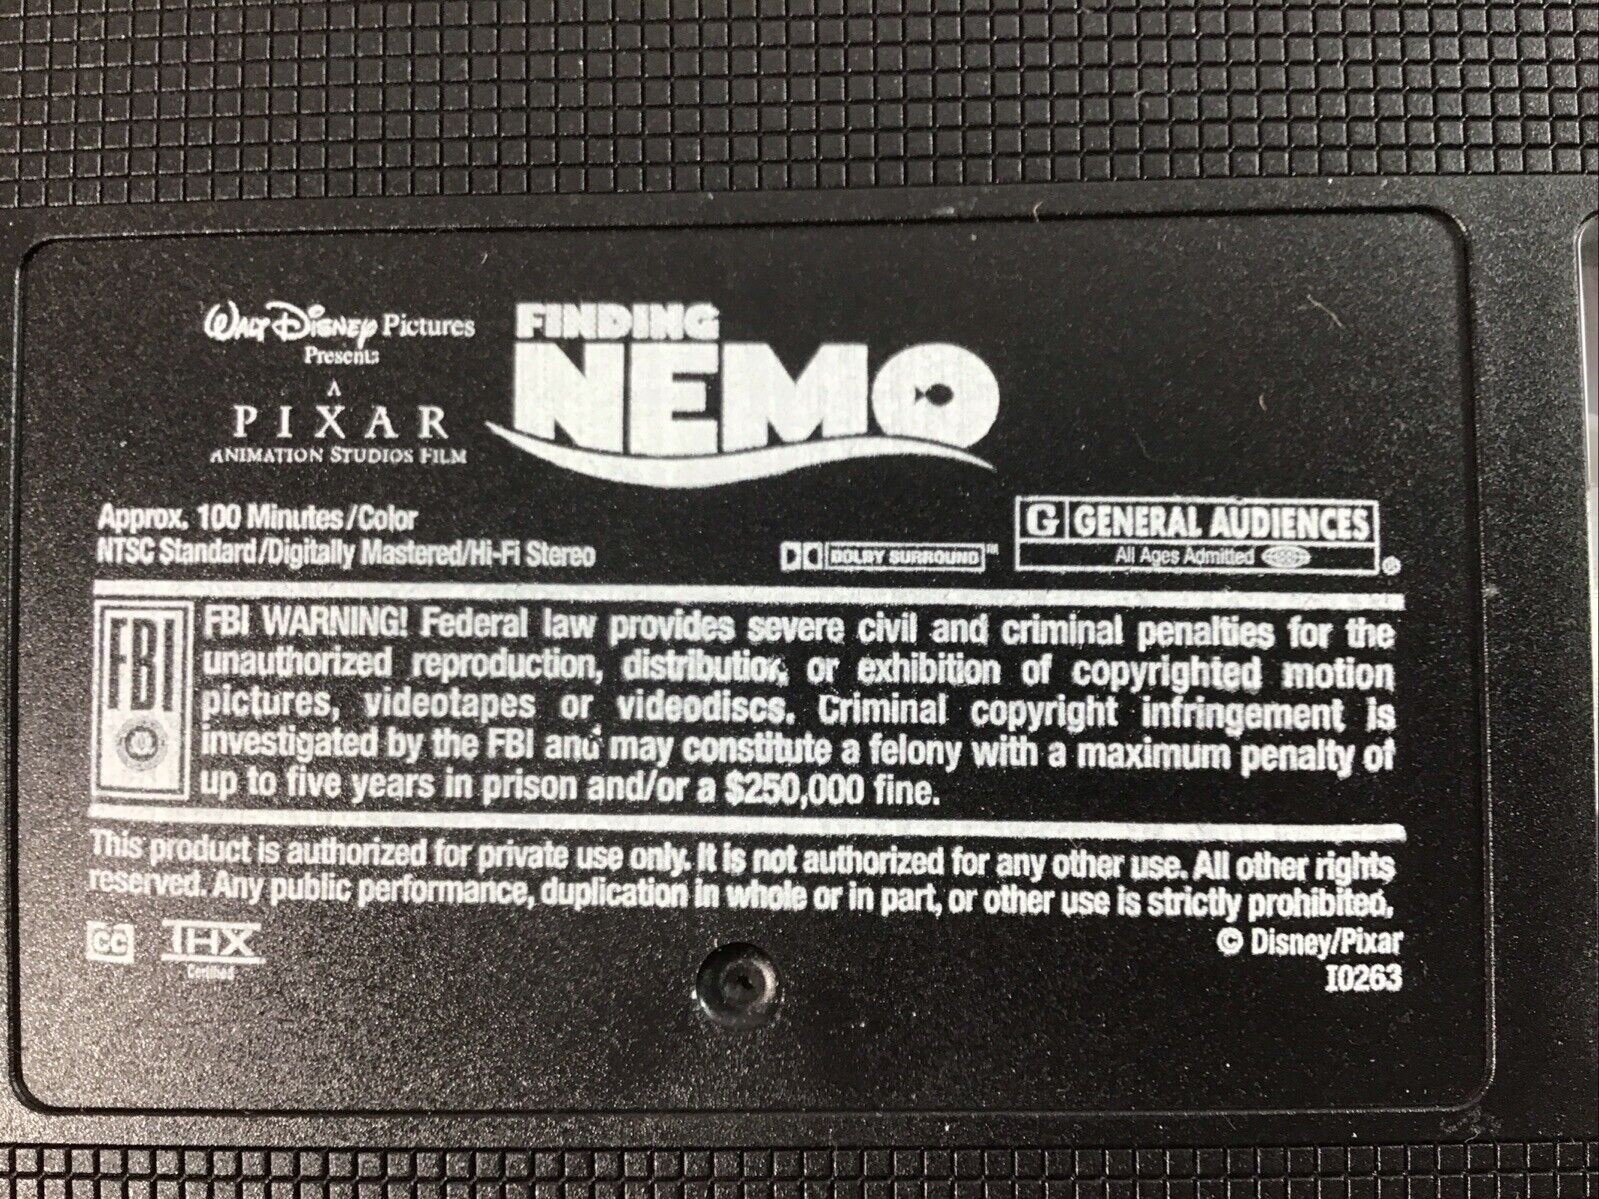 WALT DISNEY Pictures
Presents
A
PIXAR
ANIMATION STUDIOS FILM
FINDING
NEMO
Approx. 100 Minutes/Color
NTSC Standard/Digitally Mastered/Hi-Fi Stereo
DOLBY SURROUND™
G GENERAL AUDIENCES
All Ages Admitted
®
FBI
FBI WARNING! Federal law provides severe civil and criminal penalties for the
unauthorized reproduction, distribution, or exhibition of copyrighted motion
pictures, videotapes or videodiscs. Criminal copyright infringement is
investigated by the FBI and may constitute a felony with a maximum penalty of
up to five years in prison and/or a $250,000 fine.
This product is authorized for private use only. It is not authorized for any other use. All other rights
reserved. Any public performance, duplication in whole or in part, or other use is strictly prohibited.
CC THX
Certified
© Disney/Pixar
I0263